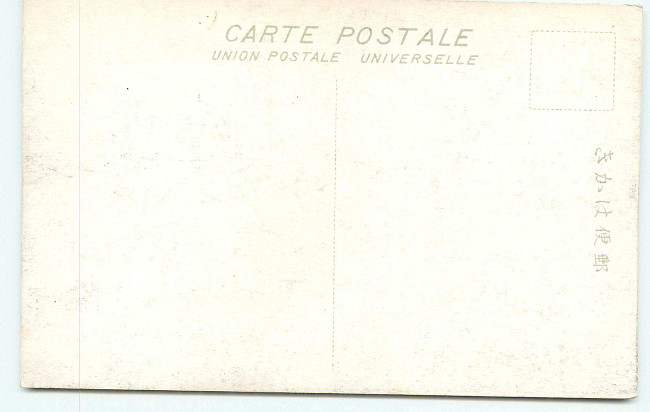 CARTE POSTALE
UNION POSTALE UNIVERSELLE
郵便はかき